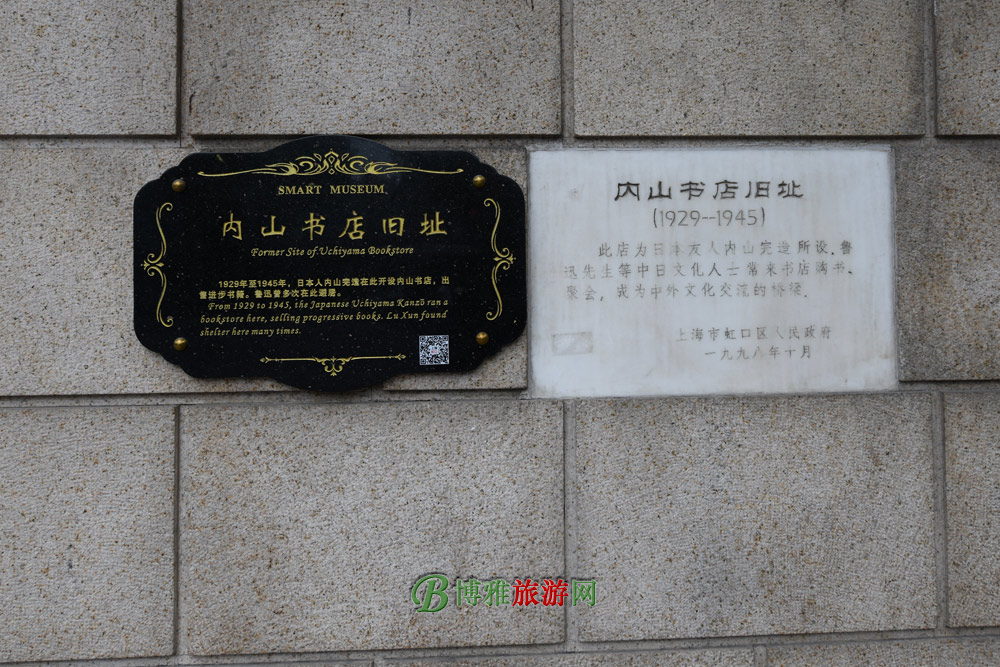 SMART MUSEUM
内山书店旧址
Former Site of Uchiyama Bookstore
1929年至1945年，日本人内山完造在此开设内山书店，出
售进步书籍。鲁迅曾多次在此避居。
From 1929 to 1945, the Japanese Uchiyama Kanzō ran a
bookstore here, selling progressive books. Lu Xun found
shelter here many times.
内山书店旧址
(1929--1945)
此店为日本友人内山完造所设.鲁
迅先生等中日文化人士常来书店购书、
聚会，成为中外文化交流的桥梁.
上海市虹口区人民政府
一九九八年十月
B博雅旅游网